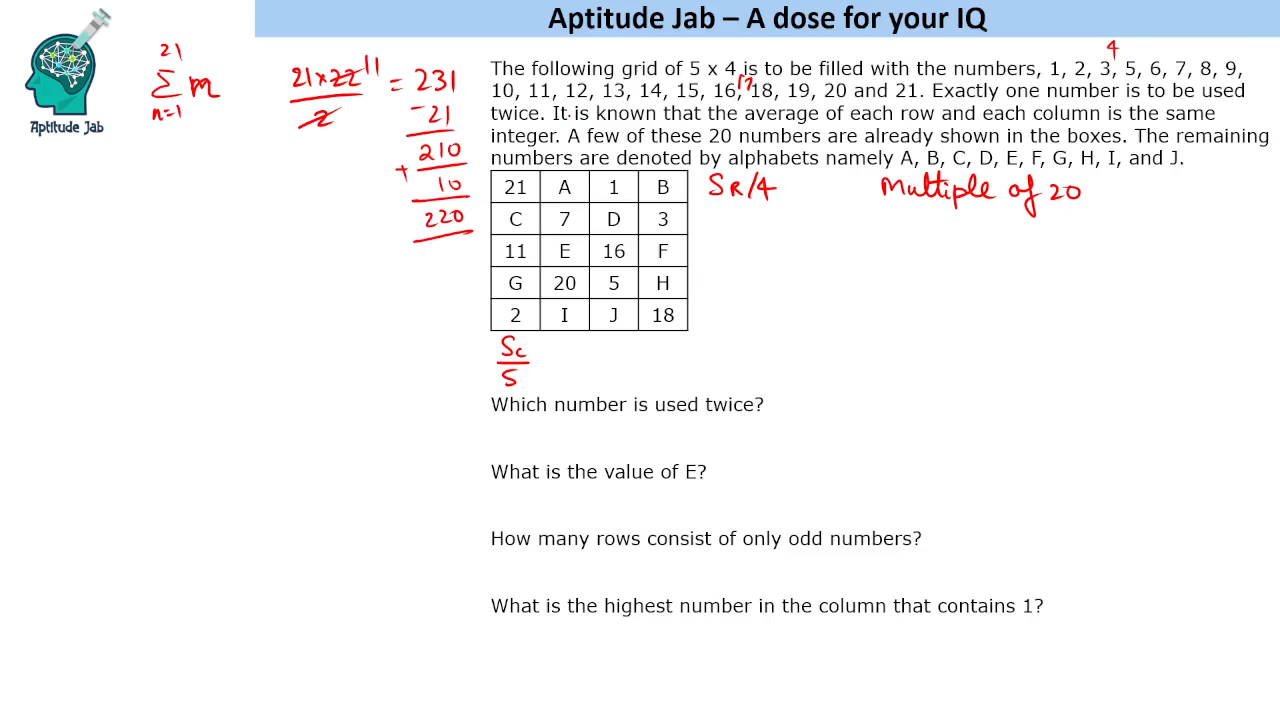 Aptitude Jab – A dose for your IQ
Aptitude Jab
21
Σ n
n=1
21 × 22 11
2
= 231
- 21
210
+ 10
220
4
The following grid of 5 x 4 is to be filled with the numbers, 1, 2, 3, 5, 6, 7, 8, 9,
17
10, 11, 12, 13, 14, 15, 16, 18, 19, 20 and 21. Exactly one number is to be used
twice. It is known that the average of each row and each column is the same
integer. A few of these 20 numbers are already shown in the boxes. The remaining
numbers are denoted by alphabets namely A, B, C, D, E, F, G, H, I, and J.
21 A 1 B
SR/4 Multiple of 20
C 7 D 3
11 E 16 F
G 20 5 H
2 I J 18
Sc
5
Which number is used twice?
What is the value of E?
How many rows consist of only odd numbers?
What is the highest number in the column that contains 1?